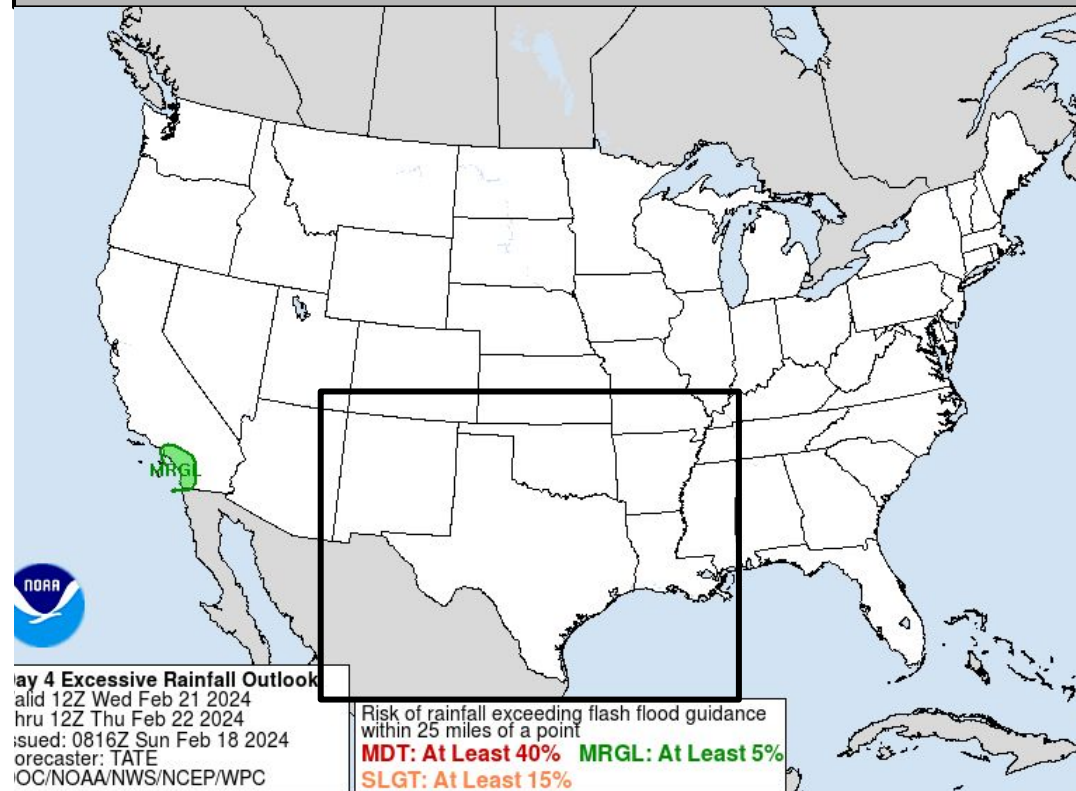 MRGL
NOAA
ay 4 Excessive Rainfall Outlook
alid 12Z Wed Feb 21 2024
hru 12Z Thu Feb 22 2024
ssued: 0816Z Sun Feb 18 2024
orecaster: TATE
OC/NOAA/NWS/NCEP/WPC
Risk of rainfall exceeding flash flood guidance
within 25 miles of a point
MDT: At Least 40% MRGL: At Least 5%
SLGT: At Least 15%